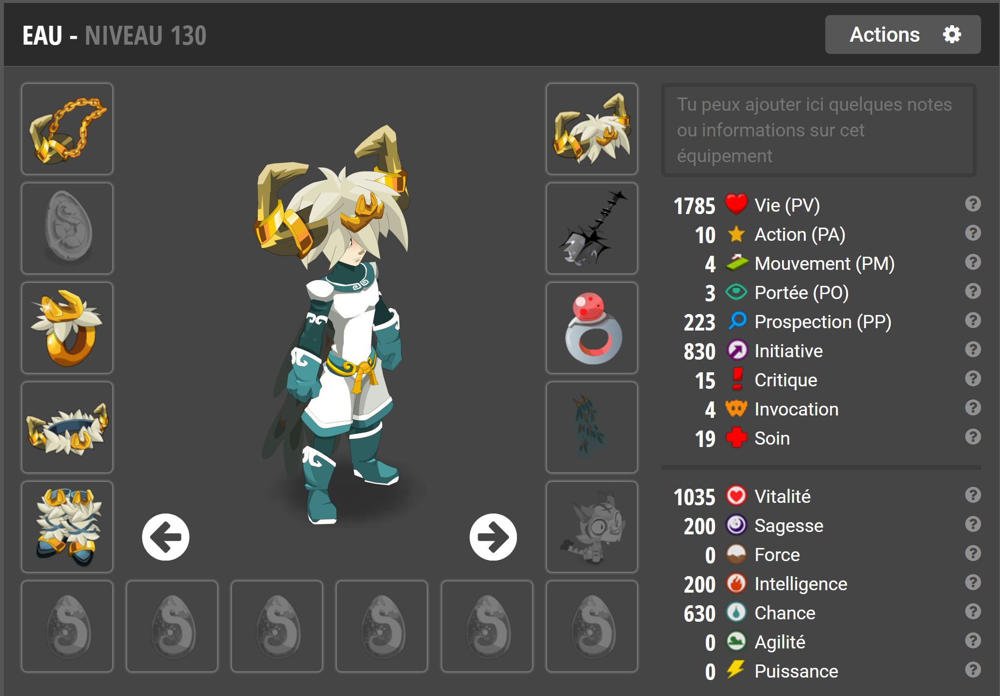 EAU - NIVEAU 130
Actions
Tu peux ajouter ici quelques notes
ou informations sur cet
équipement
1785 Vie (PV) ?
10 Action (PA) ?
4 Mouvement (PM) ?
3 Portée (PO) ?
223 Prospection (PP) ?
830 Initiative ?
15 Critique ?
4 Invocation ?
19 Soin ?
1035 Vitalité ?
200 Sagesse ?
0 Force ?
200 Intelligence ?
630 Chance ?
0 Agilité ?
0 Puissance ?